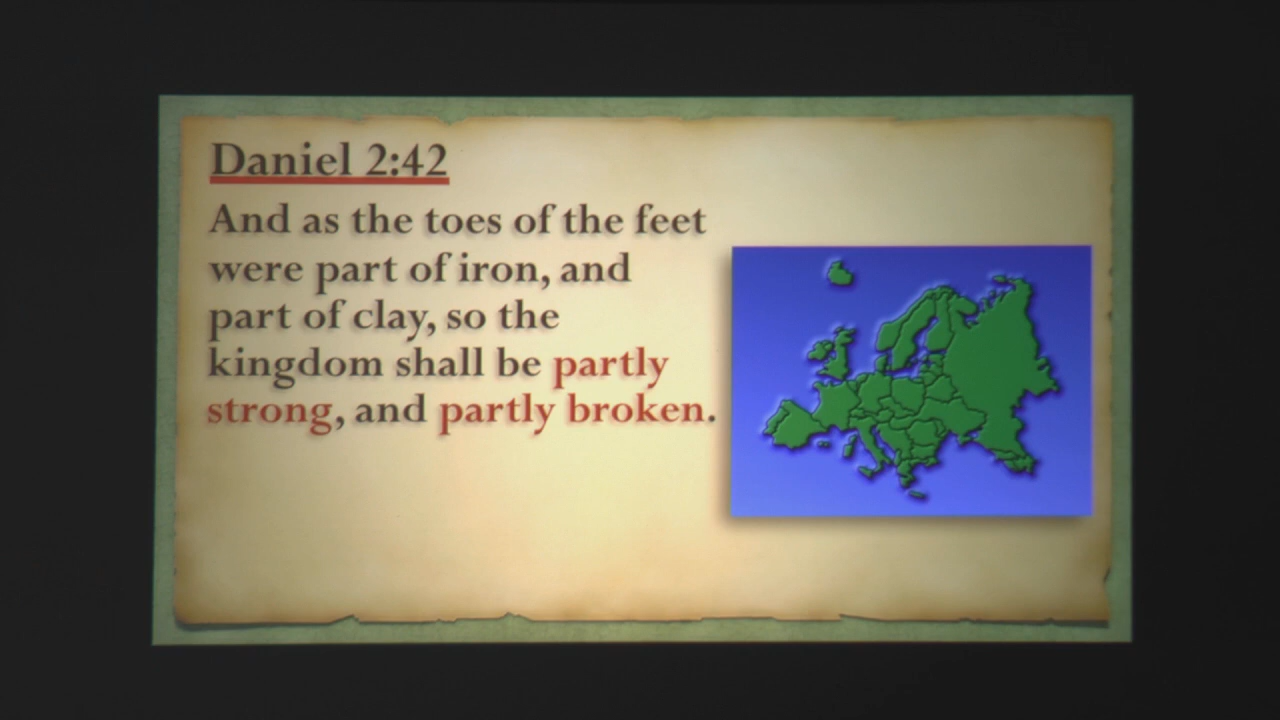 Daniel 2:42
And as the toes of the feet
were part of iron, and
part of clay, so the
kingdom shall be partly
strong, and partly broken.